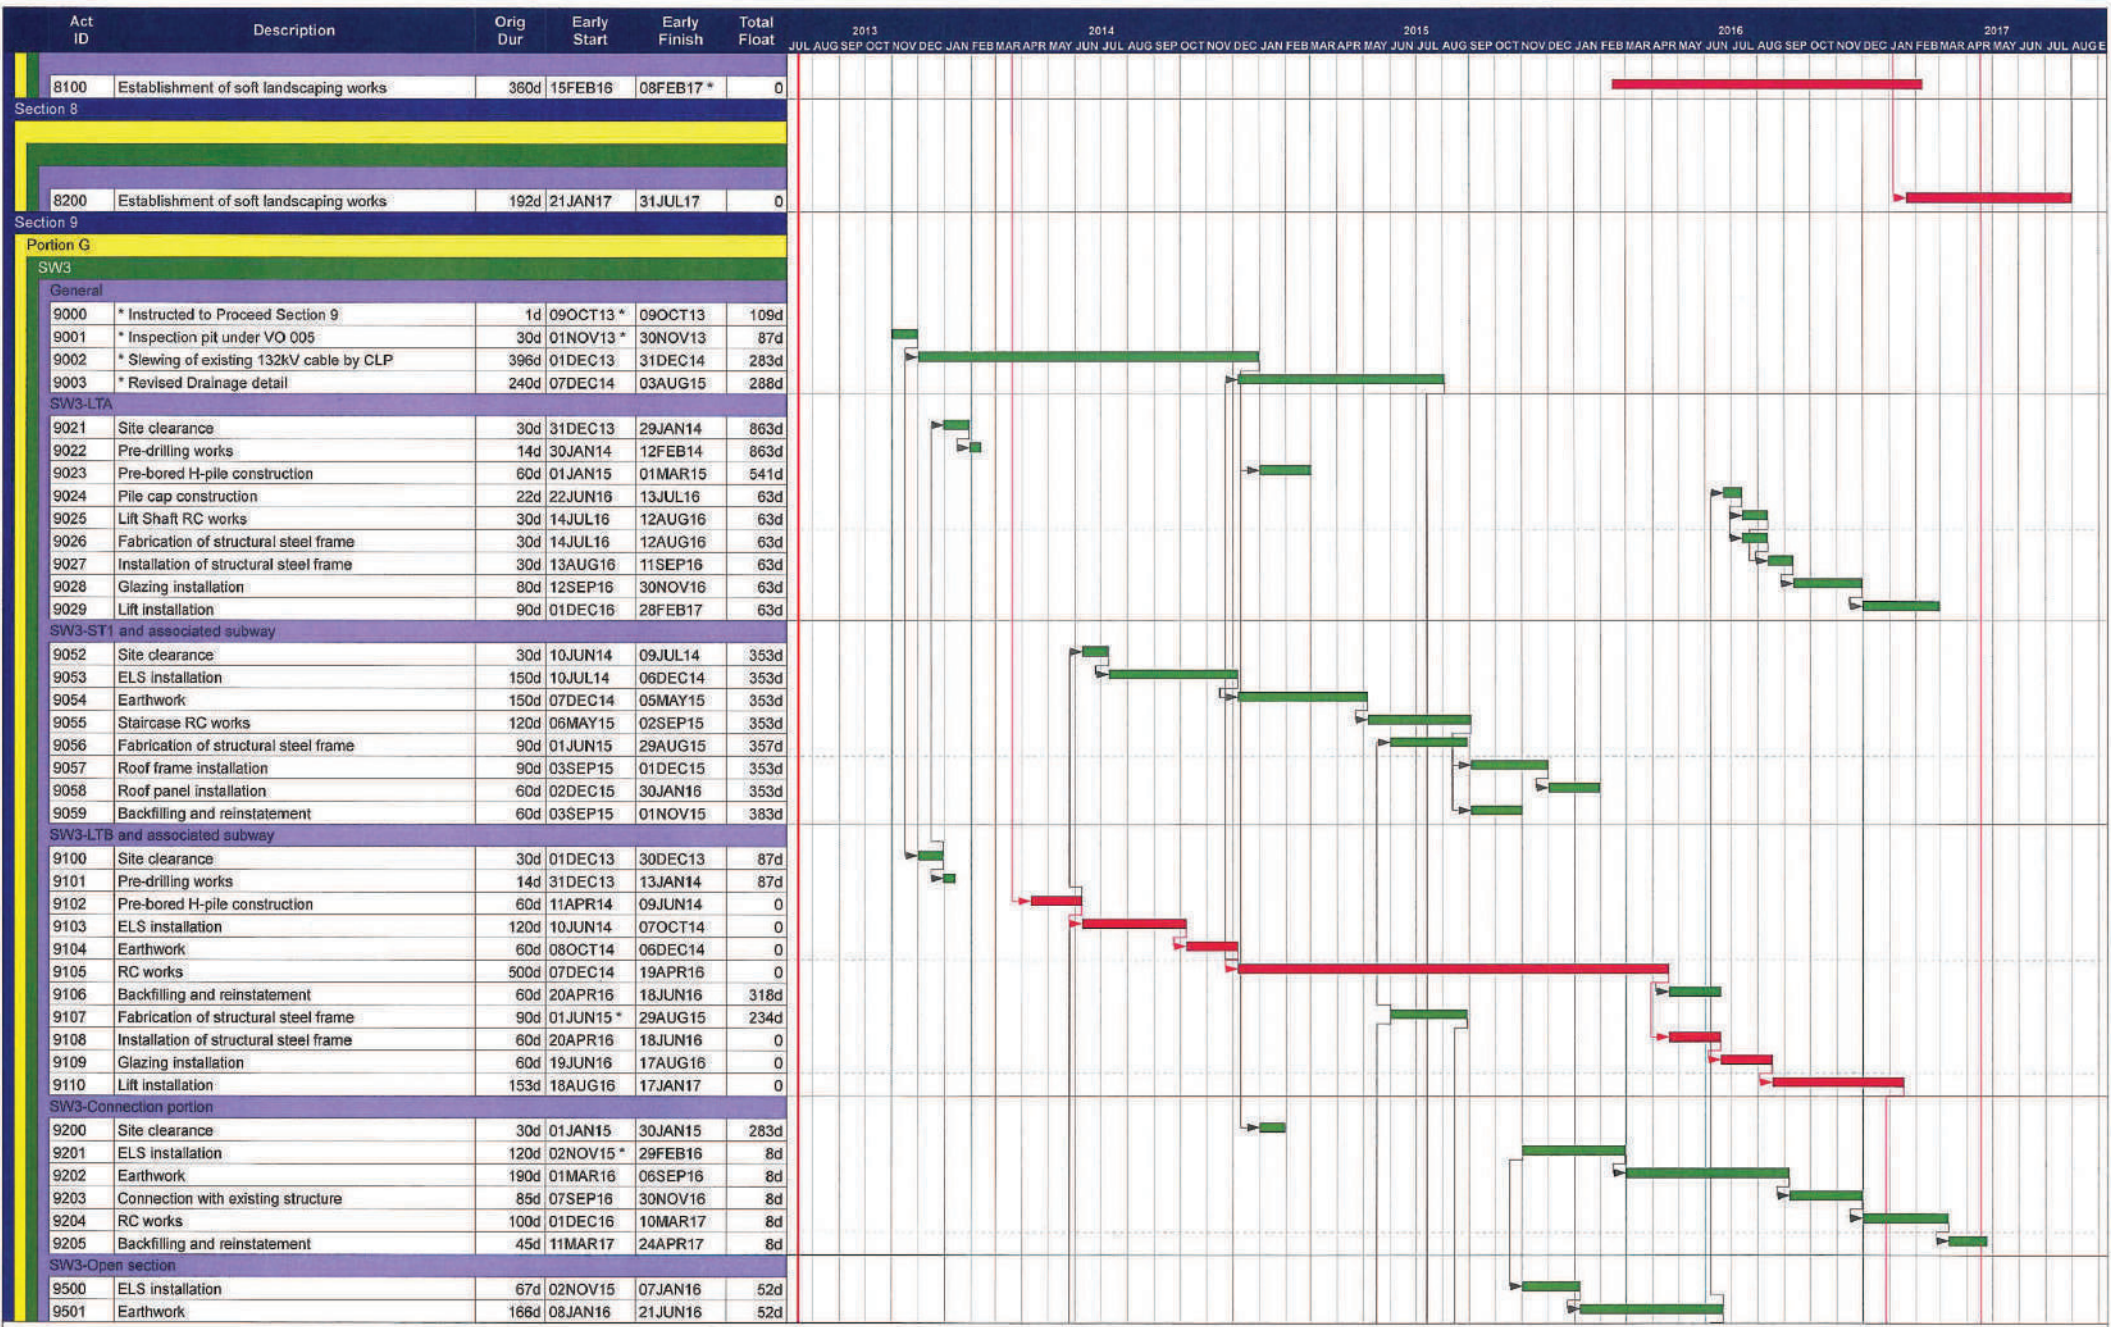 Act ID Description Orig Dur Early Start Early Finish Total Float
2013 2014 2015 2016 2017
JUL AUG SEP OCT NOV DEC JAN FEB MAR APR MAY JUN JUL AUG SEP OCT NOV DEC JAN FEB MAR APR MAY JUN JUL AUG SEP OCT NOV DEC JAN FEB MAR APR MAY JUN JUL AUG SEP OCT NOV DEC JAN FEB MAR APR MAY JUN JUL AUG E
8100 Establishment of soft landscaping works 360d 15FEB16 08FEB17 * 0
Section 8
8200 Establishment of soft landscaping works 192d 21JAN17 31JUL17 0
Section 9
Portion G
SW3
General
9000 * Instructed to Proceed Section 9 1d 09OCT13 * 09OCT13 109d
9001 * Inspection pit under VO 005 30d 01NOV13 * 30NOV13 87d
9002 * Slewing of existing 132kV cable by CLP 396d 01DEC13 31DEC14 283d
9003 * Revised Drainage detail 240d 07DEC14 03AUG15 288d
SW3-LTA
9021 Site clearance 30d 31DEC13 29JAN14 863d
9022 Pre-drilling works 14d 30JAN14 12FEB14 863d
9023 Pre-bored H-pile construction 60d 01JAN15 01MAR15 541d
9024 Pile cap construction 22d 22JUN16 13JUL16 63d
9025 Lift Shaft RC works 30d 14JUL16 12AUG16 63d
9026 Fabrication of structural steel frame 30d 14JUL16 12AUG16 63d
9027 Installation of structural steel frame 30d 13AUG16 11SEP16 63d
9028 Glazing installation 80d 12SEP16 30NOV16 63d
9029 Lift installation 90d 01DEC16 28FEB17 63d
SW3-ST1 and associated subway
9052 Site clearance 30d 10JUN14 09JUL14 353d
9053 ELS installation 150d 10JUL14 06DEC14 353d
9054 Earthwork 150d 07DEC14 05MAY15 353d
9055 Staircase RC works 120d 06MAY15 02SEP15 353d
9056 Fabrication of structural steel frame 90d 01JUN15 29AUG15 357d
9057 Roof frame installation 90d 03SEP15 01DEC15 353d
9058 Roof panel installation 60d 02DEC15 30JAN16 353d
9059 Backfilling and reinstatement 60d 03SEP15 01NOV15 383d
SW3-LTB and associated subway
9100 Site clearance 30d 01DEC13 30DEC13 87d
9101 Pre-drilling works 14d 31DEC13 13JAN14 87d
9102 Pre-bored H-pile construction 60d 11APR14 09JUN14 0
9103 ELS installation 120d 10JUN14 07OCT14 0
9104 Earthwork 60d 08OCT14 06DEC14 0
9105 RC works 500d 07DEC14 19APR16 0
9106 Backfilling and reinstatement 60d 20APR16 18JUN16 318d
9107 Fabrication of structural steel frame 90d 01JUN15 * 29AUG15 234d
9108 Installation of structural steel frame 60d 20APR16 18JUN16 0
9109 Glazing installation 60d 19JUN16 17AUG16 0
9110 Lift installation 153d 18AUG16 17JAN17 0
SW3-Connection portion
9200 Site clearance 30d 01JAN15 30JAN15 283d
9201 ELS installation 120d 02NOV15 * 29FEB16 8d
9202 Earthwork 190d 01MAR16 06SEP16 8d
9203 Connection with existing structure 85d 07SEP16 30NOV16 8d
9204 RC works 100d 01DEC16 10MAR17 8d
9205 Backfilling and reinstatement 45d 11MAR17 24APR17 8d
SW3-Open section
9500 ELS installation 67d 02NOV15 07JAN16 52d
9501 Earthwork 166d 08JAN16 21JUN16 52d